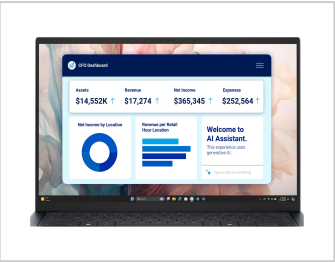 CFO Dashboard
Assets
$14,552K ↑
Revenue
$17,274 ↑
Net Income
$365,345 ↑
Expenses
$252,564 ↑
Net Income by Location
Revenue per Retail
Hour Location
Welcome to
AI Assistant.
This experience uses
generative AI.